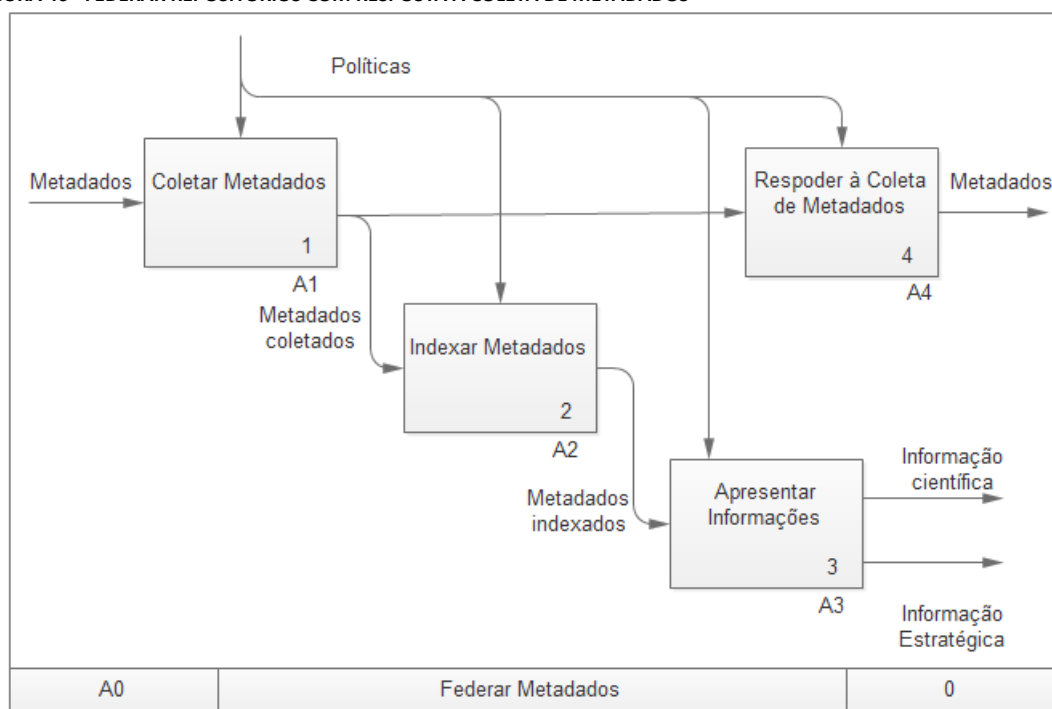 Políticas
Metadados
Coletar Metadados
1
A1
Respoder à Coleta
de Metadados
4
A4
Metadados
Metadados
coletados
Indexar Metadados
2
A2
Metadados
indexados
Apresentar
Informações
3
A3
Informação
científica
Informação
Estratégica
A0
Federar Metadados
0